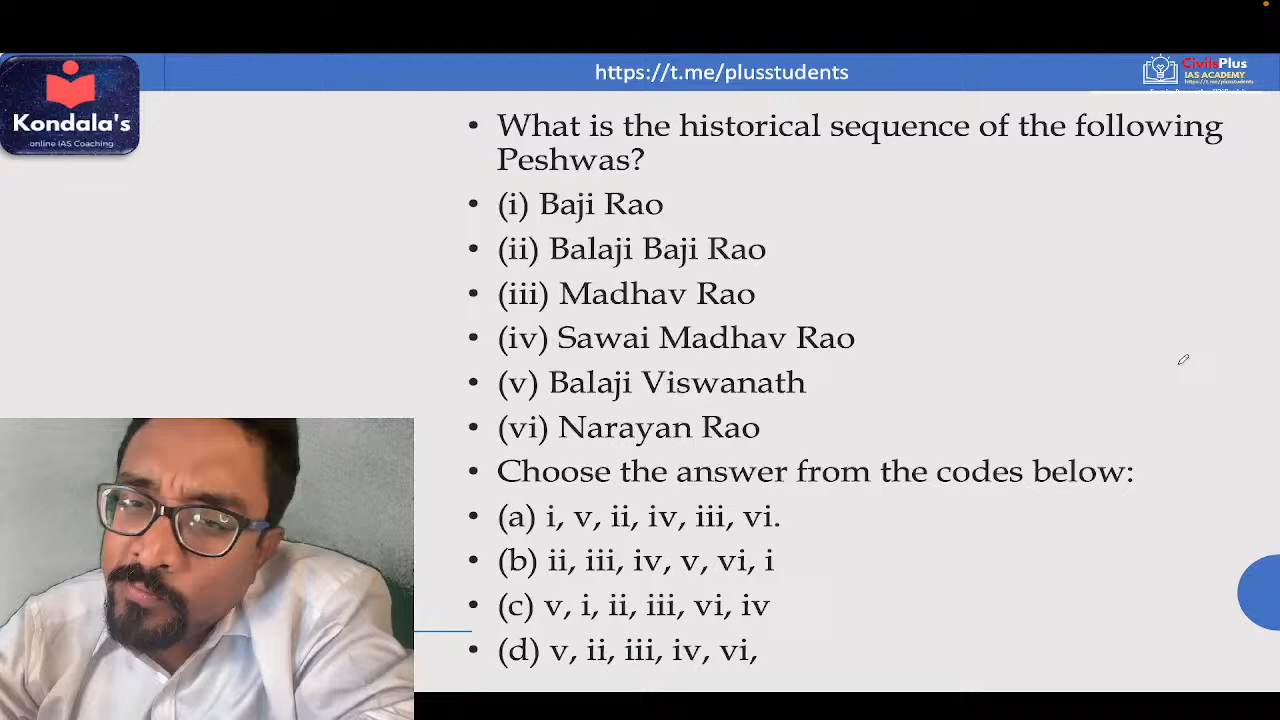 https://t.me/plusstudents
CivilsPlus
IAS ACADEMY
https://t.me/plusstudents
Kondala's
online IAS Coaching
• What is the historical sequence of the following
Peshwas?
• (i) Baji Rao
• (ii) Balaji Baji Rao
• (iii) Madhav Rao
• (iv) Sawai Madhav Rao
• (v) Balaji Viswanath
• (vi) Narayan Rao
• Choose the answer from the codes below:
• (a) i, v, ii, iv, iii, vi.
• (b) ii, iii, iv, v, vi, i
• (c) v, i, ii, iii, vi, iv
• (d) v, ii, iii, iv, vi,